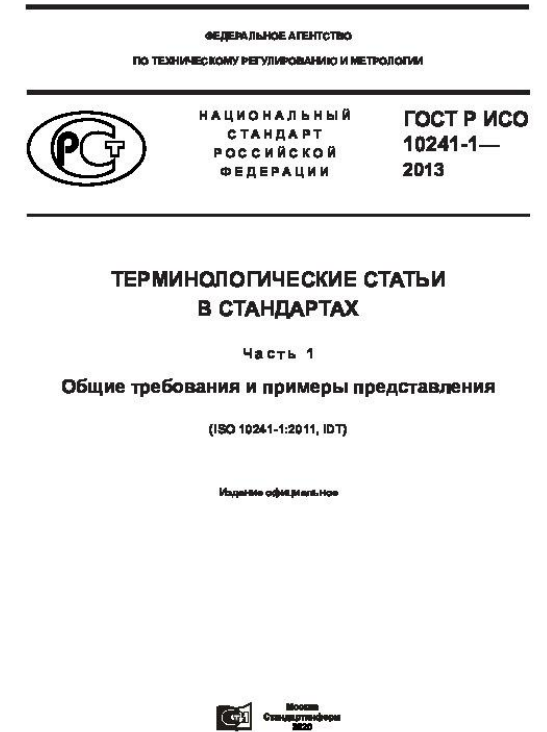 ФЕДЕРАЛЬНОЕ АГЕНТСТВО
ПО ТЕХНИЧЕСКОМУ РЕГУЛИРОВАНИЮ И МЕТРОЛОГИИ
НАЦИОНАЛЬНЫЙ
СТАНДАРТ
РОССИЙСКОЙ
ФЕДЕРАЦИИ
ГОСТ Р ИСО
10241-1—
2013
ТЕРМИНОЛОГИЧЕСКИЕ СТАТЬИ
В СТАНДАРТАХ
Часть 1
Общие требования и примеры представления
(ISO 10241-1:2011, IDT)
Издание официальное
Москва
Стандартинформ
2020